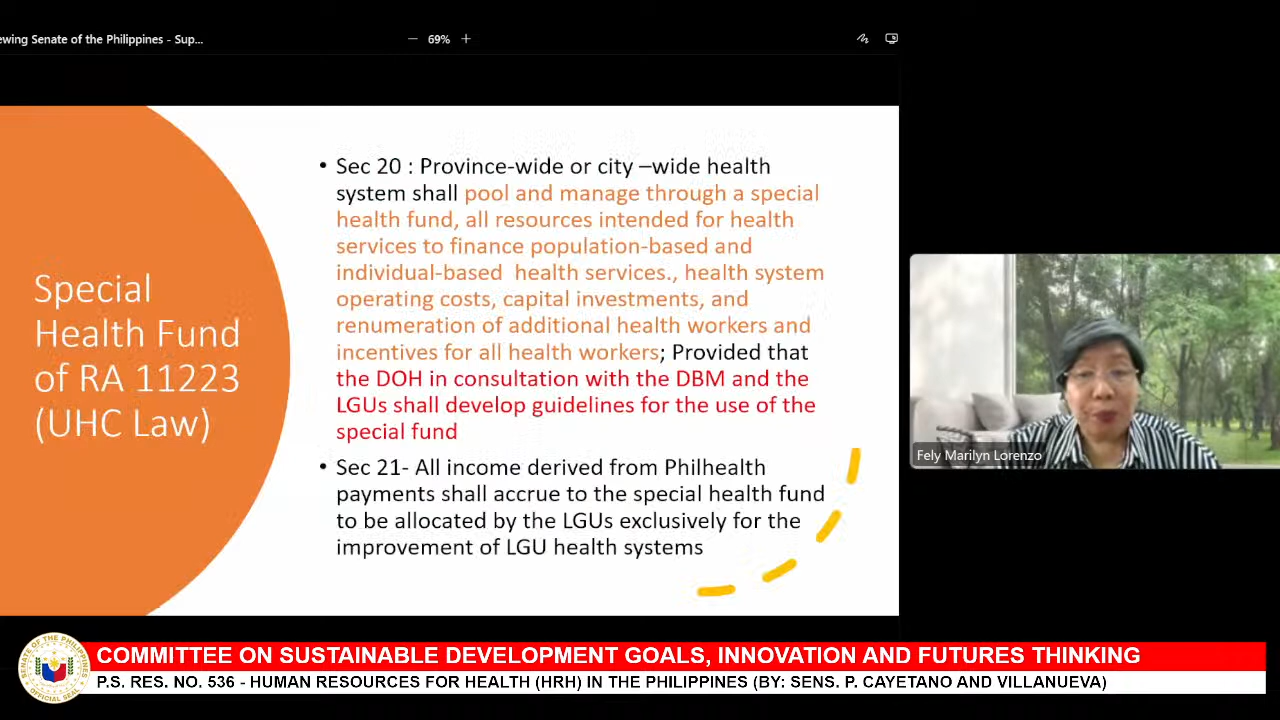 ewing Senate of the Philippines - Sup...
— 69% +
Special
Health Fund
of RA 11223
(UHC Law)
• Sec 20 : Province-wide or city –wide health
system shall pool and manage through a special
health fund, all resources intended for health
services to finance population-based and
individual-based health services., health system
operating costs, capital investments, and
renumeration of additional health workers and
incentives for all health workers; Provided that
the DOH in consultation with the DBM and the
LGUs shall develop guidelines for the use of the
special fund
• Sec 21- All income derived from Philhealth
payments shall accrue to the special health fund
to be allocated by the LGUs exclusively for the
improvement of LGU health systems
Fely Marilyn Lorenzo
SENATE OF THE PHILIPPINES
OFFICIAL SEAL
COMMITTEE ON SUSTAINABLE DEVELOPMENT GOALS, INNOVATION AND FUTURES THINKING
P.S. RES. NO. 536 - HUMAN RESOURCES FOR HEALTH (HRH) IN THE PHILIPPINES (BY: SENS. P. CAYETANO AND VILLANUEVA)